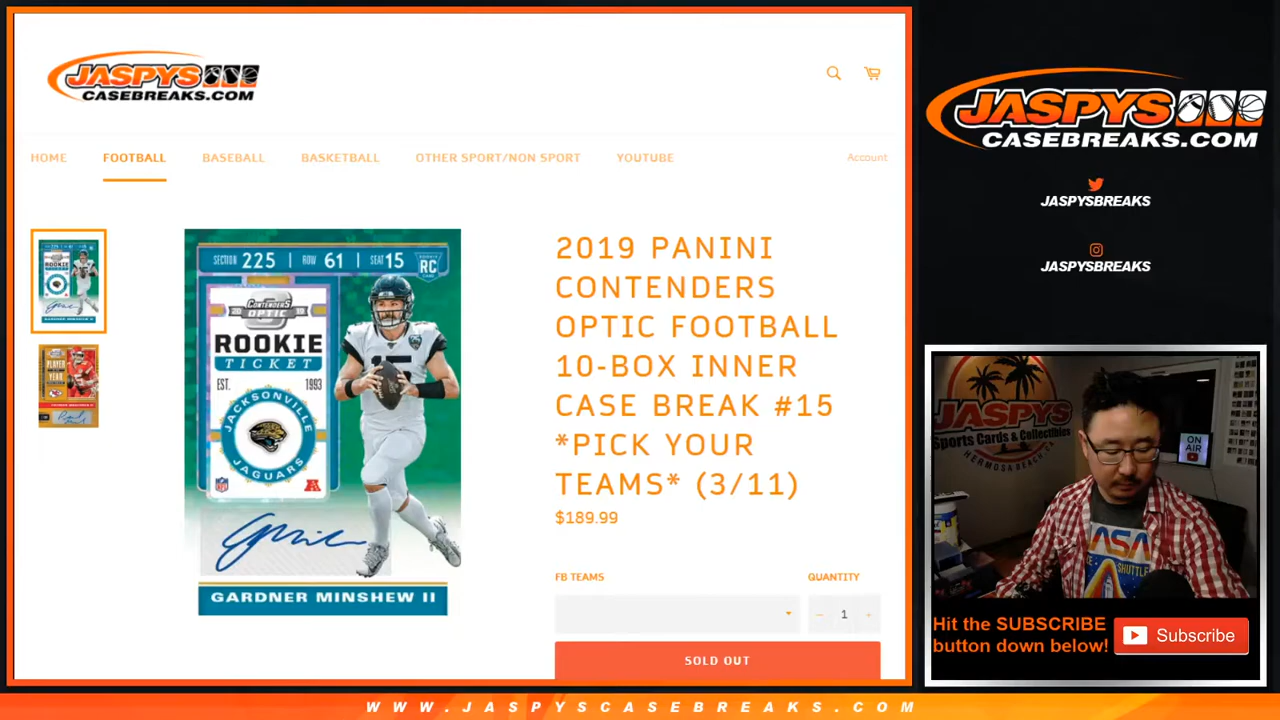 JASPYS
CASEBREAKS.COM
HOME
FOOTBALL
BASEBALL
BASKETBALL
OTHER SPORT/NON SPORT
YOUTUBE
Account
SECTION 225 | ROW 61 | SEAT 15
RC
CONTENDERS
OPTIC
ROOKIE
TICKET
EST. 1993
JACKSONVILLE
JAGUARS
GARDNER MINSHEW II
2019 PANINI
CONTENDERS
OPTIC FOOTBALL
10-BOX INNER
CASE BREAK #15
*PICK YOUR
TEAMS* (3/11)
$189.99
FB TEAMS
QUANTITY
1
SOLD OUT
JASPYS
CASEBREAKS.COM
JASPYSBREAKS
JASPYSBREAKS
JASPYS
Sports Cards & Collectibles
HERMOSA BEACH
ON
AIR
Hit the SUBSCRIBE
button down below!
Subscribe
WWW.JASPYSCASEBREAKS.COM